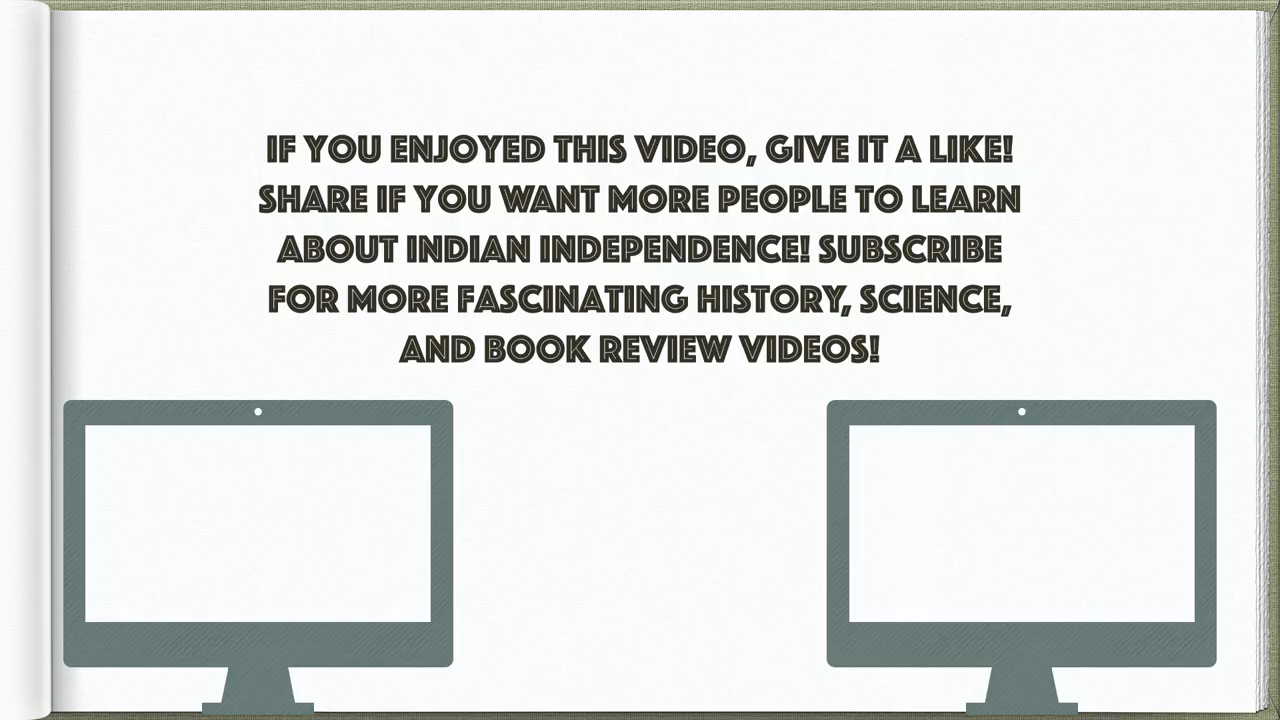 IF YOU ENJOYED THIS VIDEO, GIVE IT A LIKE!
SHARE IF YOU WANT MORE PEOPLE TO LEARN
ABOUT INDIAN INDEPENDENCE! SUBSCRIBE
FOR MORE FASCINATING HISTORY, SCIENCE,
AND BOOK REVIEW VIDEOS!